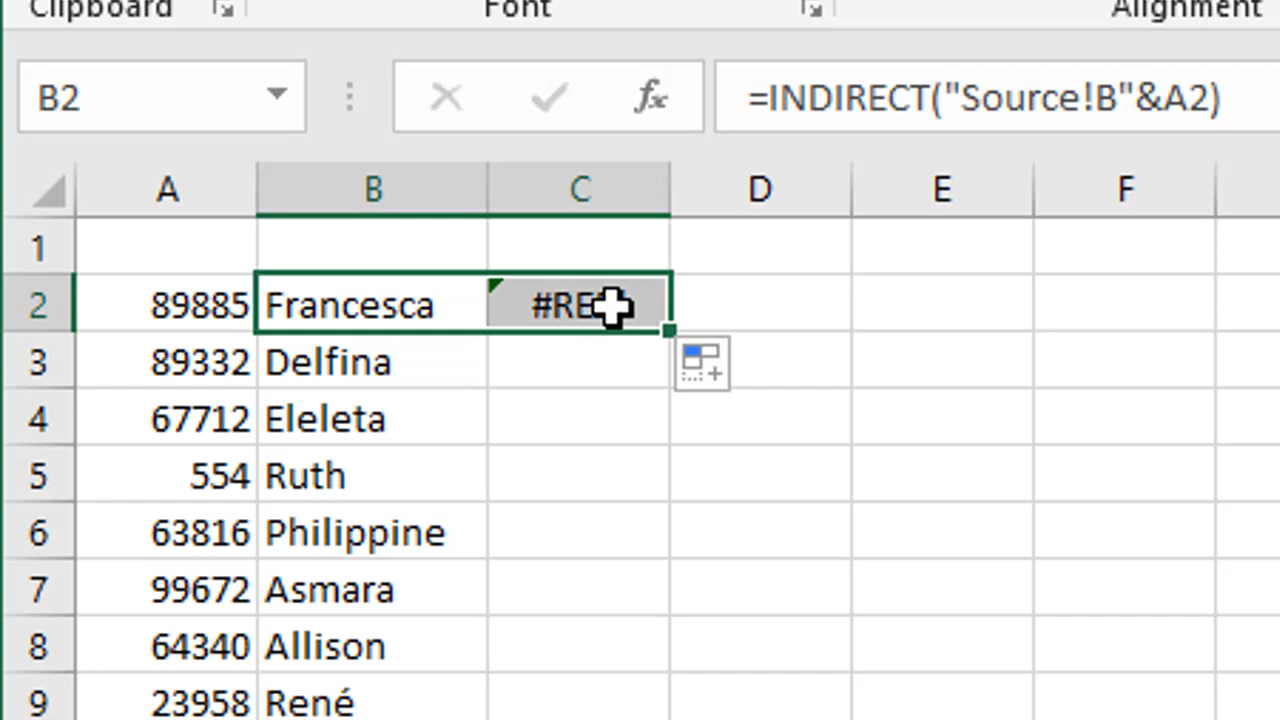 Clipboard Font Alignment
B2 fx =INDIRECT("Source!B"&A2)
A B C D E F
1
2 89885 Francesca
3 89332 Delfina
4 67712 Eleleta
5 554 Ruth
6 63816 Philippine
7 99672 Asmara
8 64340 Allison
9 23958 René